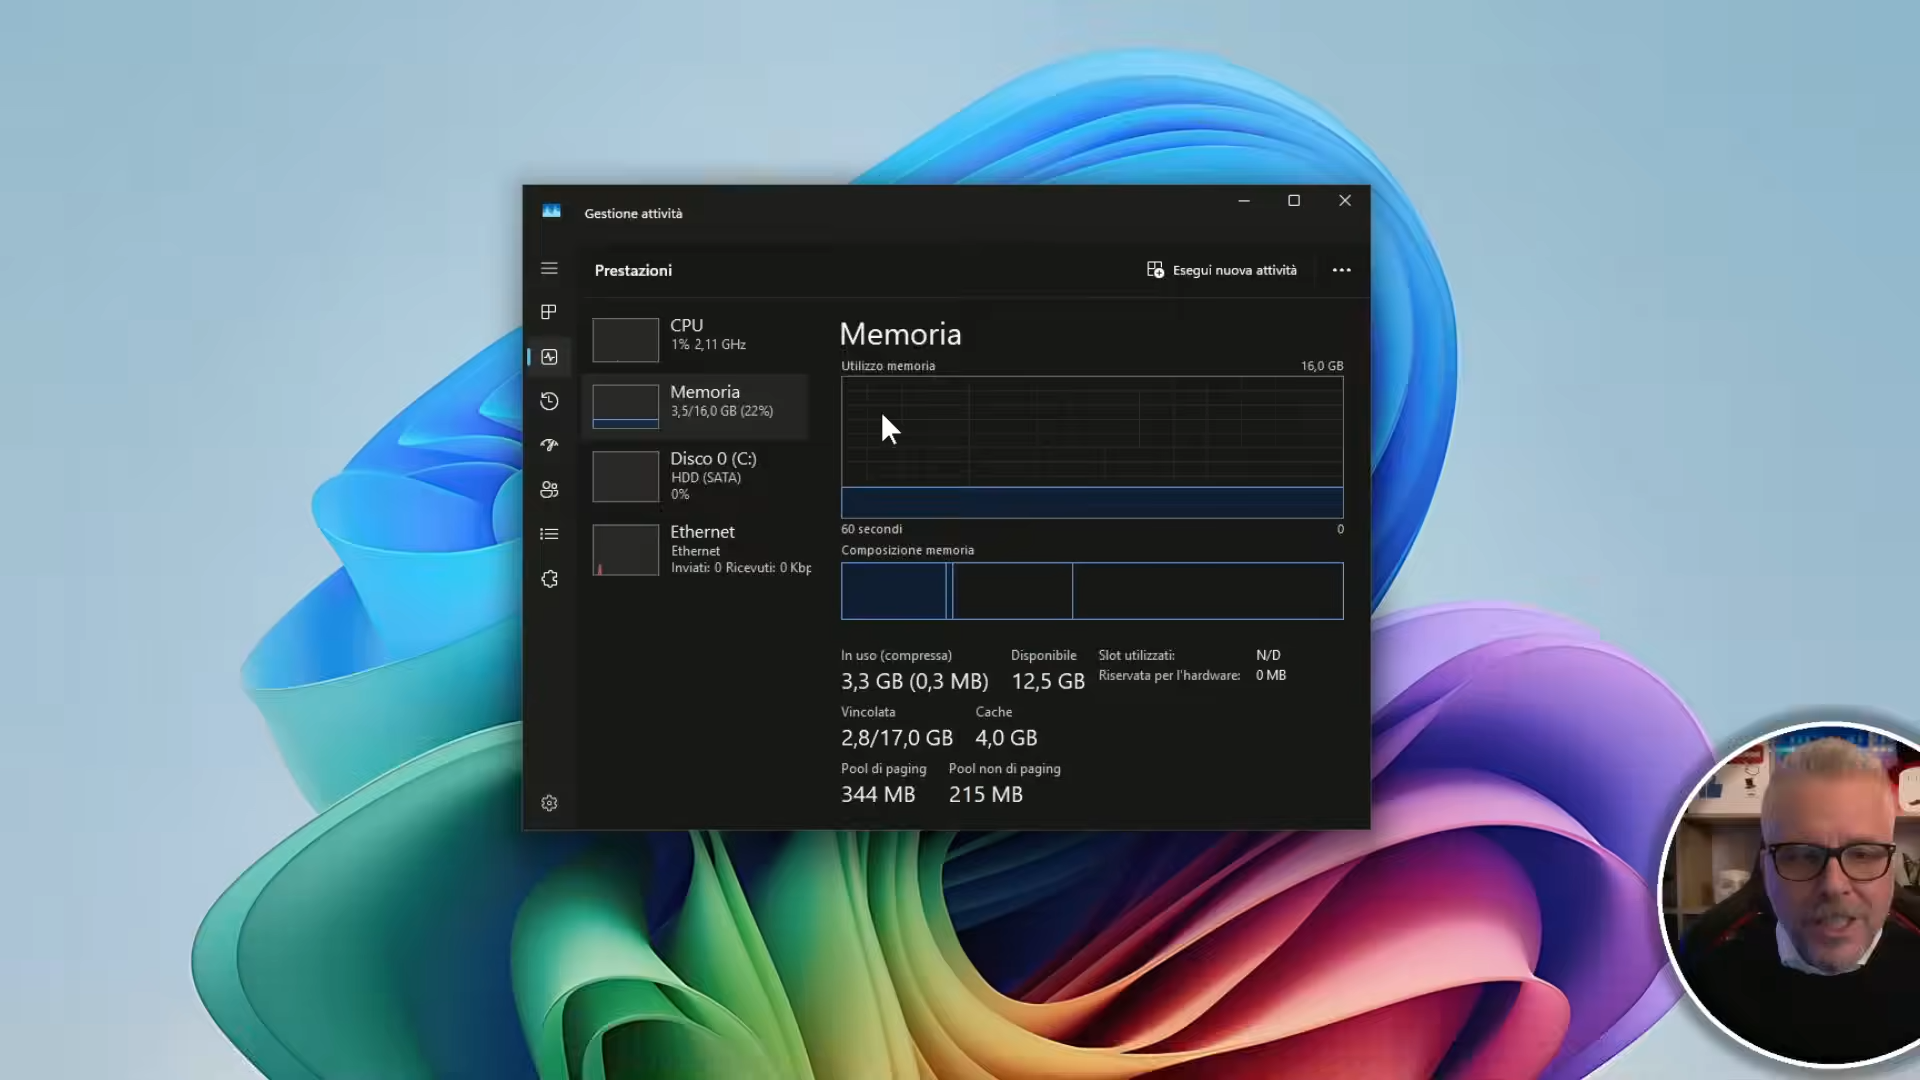 Gestione attività
Prestazioni
Esegui nuova attività
CPU
1% 2,11 GHz
Memoria
3,5/16,0 GB (22%)
Disco 0 (C:)
HDD (SATA)
0%
Ethernet
Ethernet
Inviati: 0 Ricevuti: 0 Kbp
Memoria
Utilizzo memoria
16,0 GB
60 secondi
0
Composizione memoria
In uso (compressa)
Disponibile
3,3 GB (0,3 MB)
12,5 GB
Slot utilizzati:
N/D
Riservata per l'hardware:
0 MB
Vincolata
Cache
2,8/17,0 GB
4,0 GB
Pool di paging
Pool non di paging
344 MB
215 MB